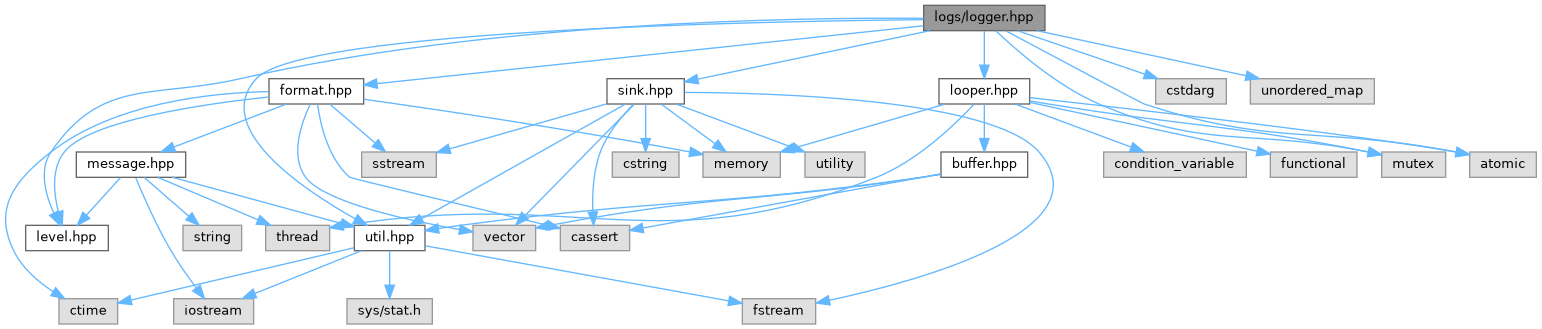 logs/logger.hpp
format.hpp
sink.hpp
looper.hpp
cstdarg
unordered_map
message.hpp
sstream
cstring
memory
utility
buffer.hpp
condition_variable
functional
mutex
atomic
level.hpp
string
thread
util.hpp
vector
cassert
ctime
iostream
sys/stat.h
fstream